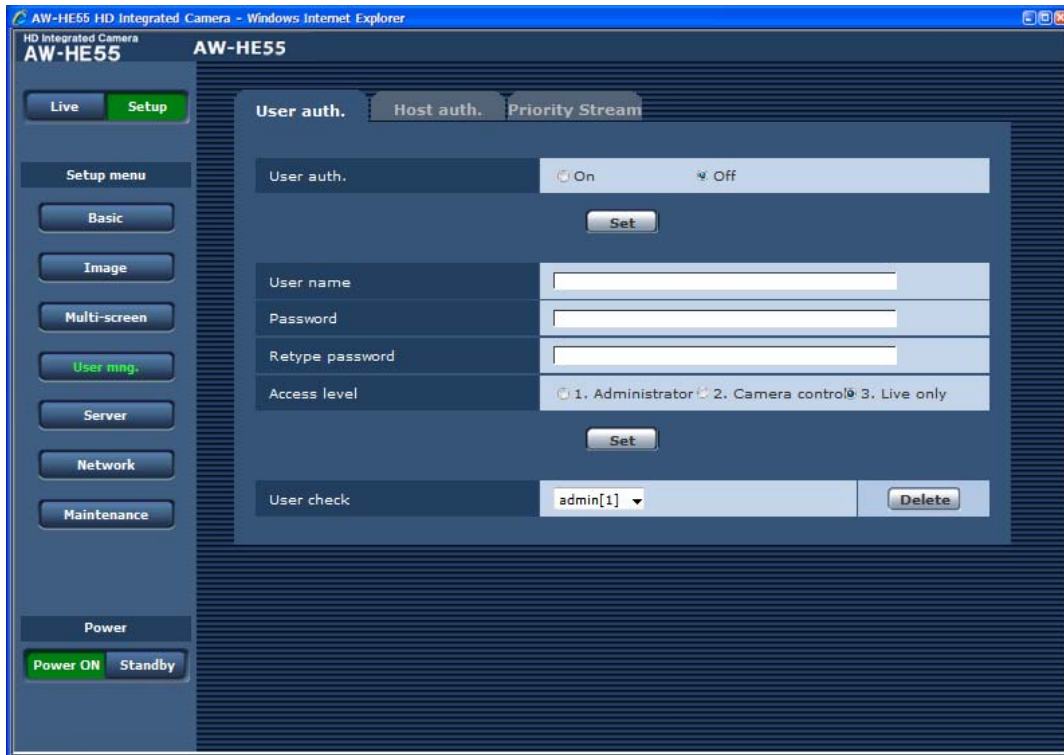 AW-HE55 HD Integrated Camera - Windows Internet Explorer
HD Integrated Camera
AW-HE55
AW-HE55
Live
Setup
Setup menu
Basic
Image
Multi-screen
User mng.
Server
Network
Maintenance
Power
Power ON
Standby
User auth.
Host auth.
Priority Stream
User auth.
On
Off
Set
User name
Password
Retype password
Access level
1. Administrator
2. Camera control
3. Live only
Set
User check
admin[1]
Delete